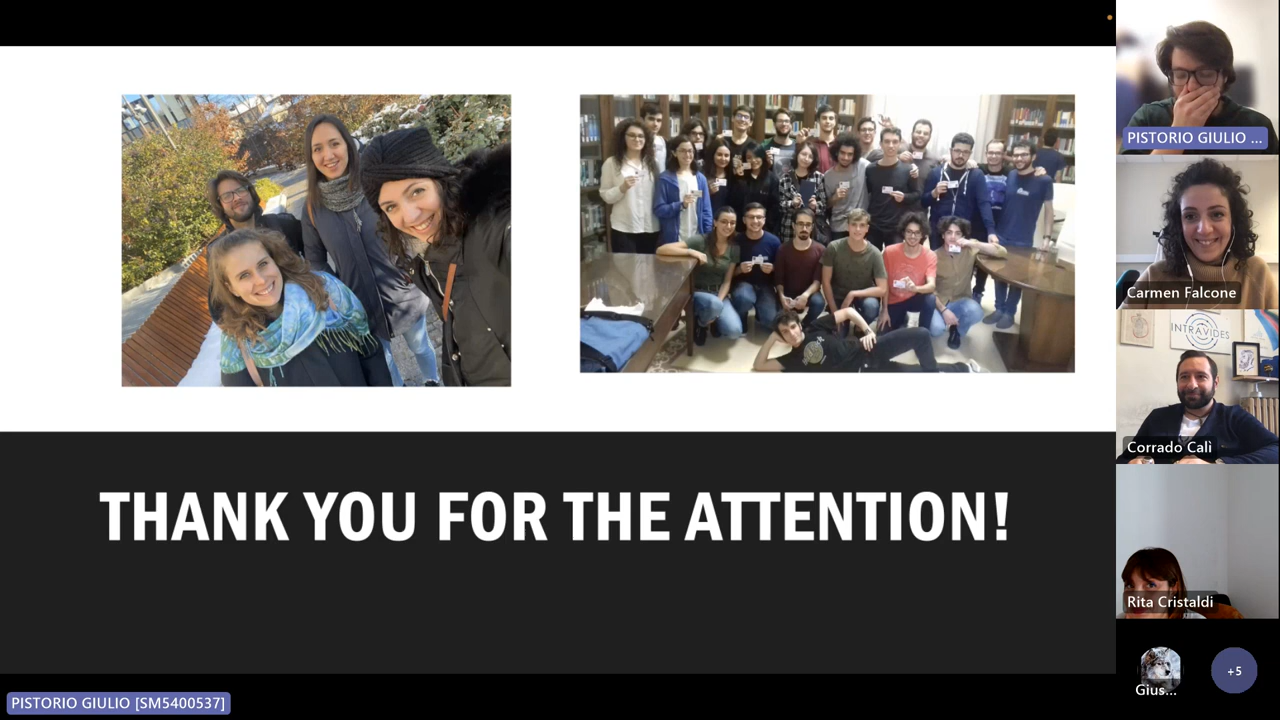 THANK YOU FOR THE ATTENTION!
PISTORIO GIULIO [SM5400537]
PISTORIO GIULIO ...
Carmen Falcone
INTRAVIDES
Corrado Calì
Rita Cristaldi
Gius...
+5